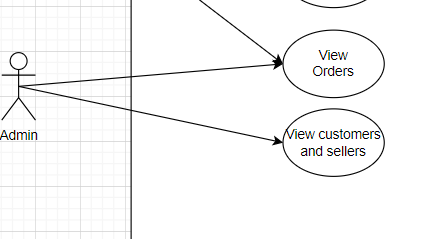 View
Orders
Admin
View customers
and sellers